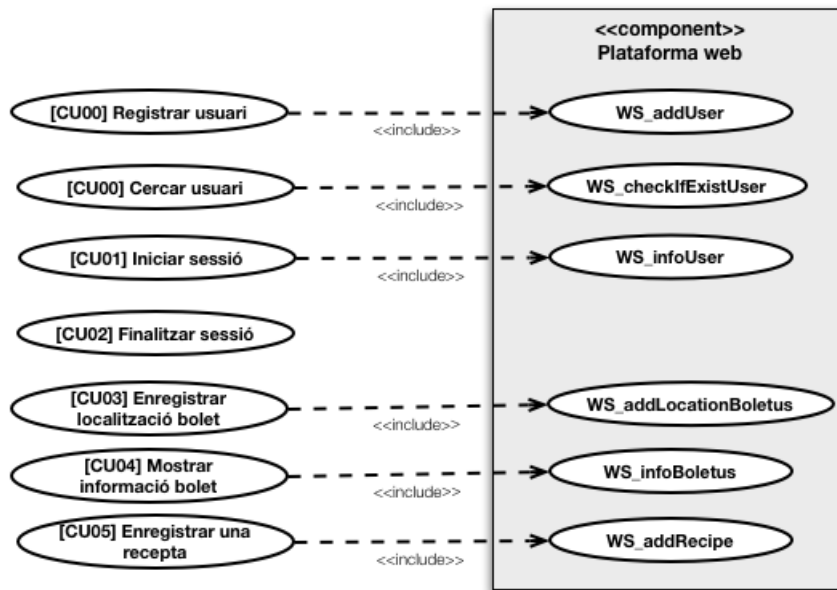 <<component>>
Plataforma web
[CU00] Registrar usuari
<<include>>
WS_addUser
[CU00] Cercar usuari
<<include>>
WS_checkIfExistUser
[CU01] Iniciar sessió
<<include>>
WS_infoUser
[CU02] Finalitzar sessió
[CU03] Enregistrar
localització bolet
<<include>>
WS_addLocationBoletus
[CU04] Mostrar
informació bolet
<<include>>
WS_infoBoletus
[CU05] Enregistrar una
recepta
<<include>>
WS_addRecipe